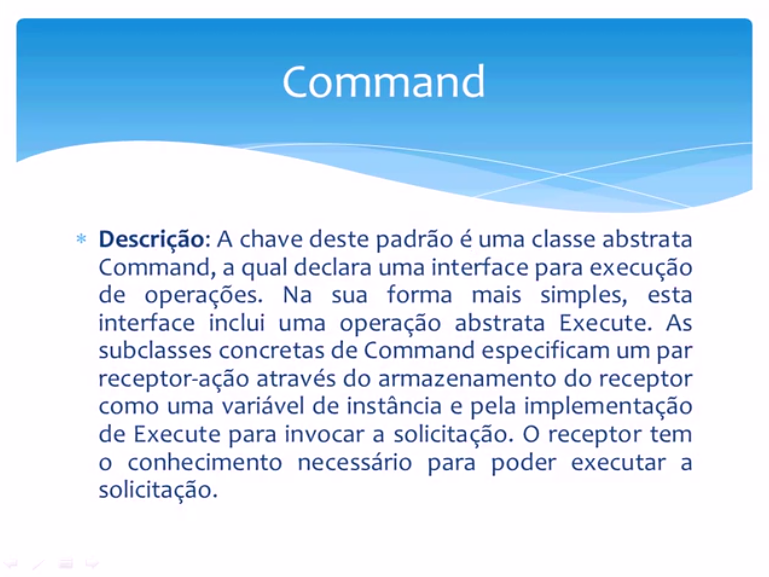 Command
* Descrição: A chave deste padrão é uma classe abstrata
Command, a qual declara uma interface para execução
de operações. Na sua forma mais simples, esta
interface inclui uma operação abstrata Execute. As
subclasses concretas de Command especificam um par
receptor-ação através do armazenamento do receptor
como uma variável de instância e pela implementação
de Execute para invocar a solicitação. O receptor tem
o conhecimento necessário para poder executar a
solicitação.